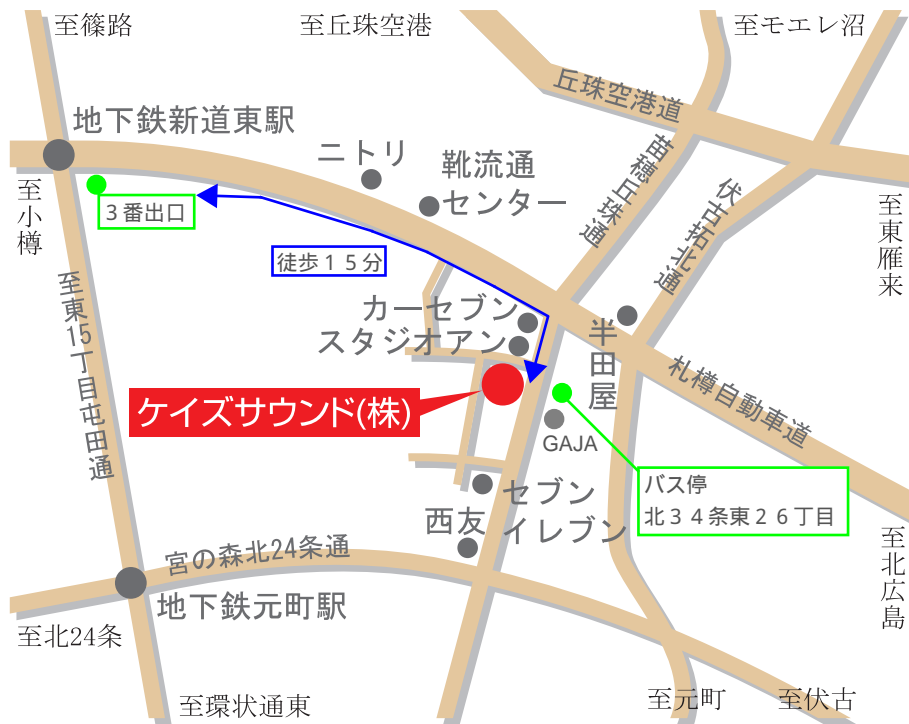 至篠路
至丘珠空港
至モエレ沼
丘珠空港道
地下鉄新道東駅
ニトリ
靴流通
センター
苗穂丘珠通
伏古拓北通
至小樽
3番出口
至東雁来
徒歩15分
至東15丁目屯田通
カーセブン
スタジオアン
半田屋
札樽自動車道
ケイズサウンド(株)
GAJA
バス停
北34条東26丁目
セブン
イレブン
西友
宮の森北24条通
地下鉄元町駅
至北広島
至北24条
至環状通東
至元町
至伏古